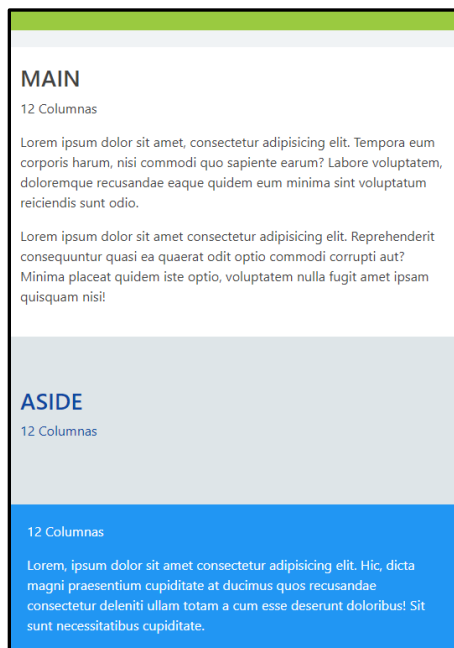 MAIN
12 Columnas
Lorem ipsum dolor sit amet, consectetur adipisicing elit. Tempora eum
corporis harum, nisi commodi quo sapiente earum? Labore voluptatem,
doloremque recusandae eaque quidem eum minima sint voluptatum
reiciendis sunt odio.
Lorem ipsum dolor sit amet consectetur adipisicing elit. Reprehenderit
consequuntur quasi ea quaerat odit optio commodi corrupti aut?
Minima placeat quidem iste optio, voluptatem nulla fugit amet ipsam
quisquam nisi!
ASIDE
12 Columnas
12 Columnas
Lorem, ipsum dolor sit amet consectetur adipisicing elit. Hic, dicta
magni praesentium cupiditate at ducimus quos recusandae
consectetur deleniti ullam totam a cum esse deserunt doloribus! Sit
sunt necessitatibus cupiditate.